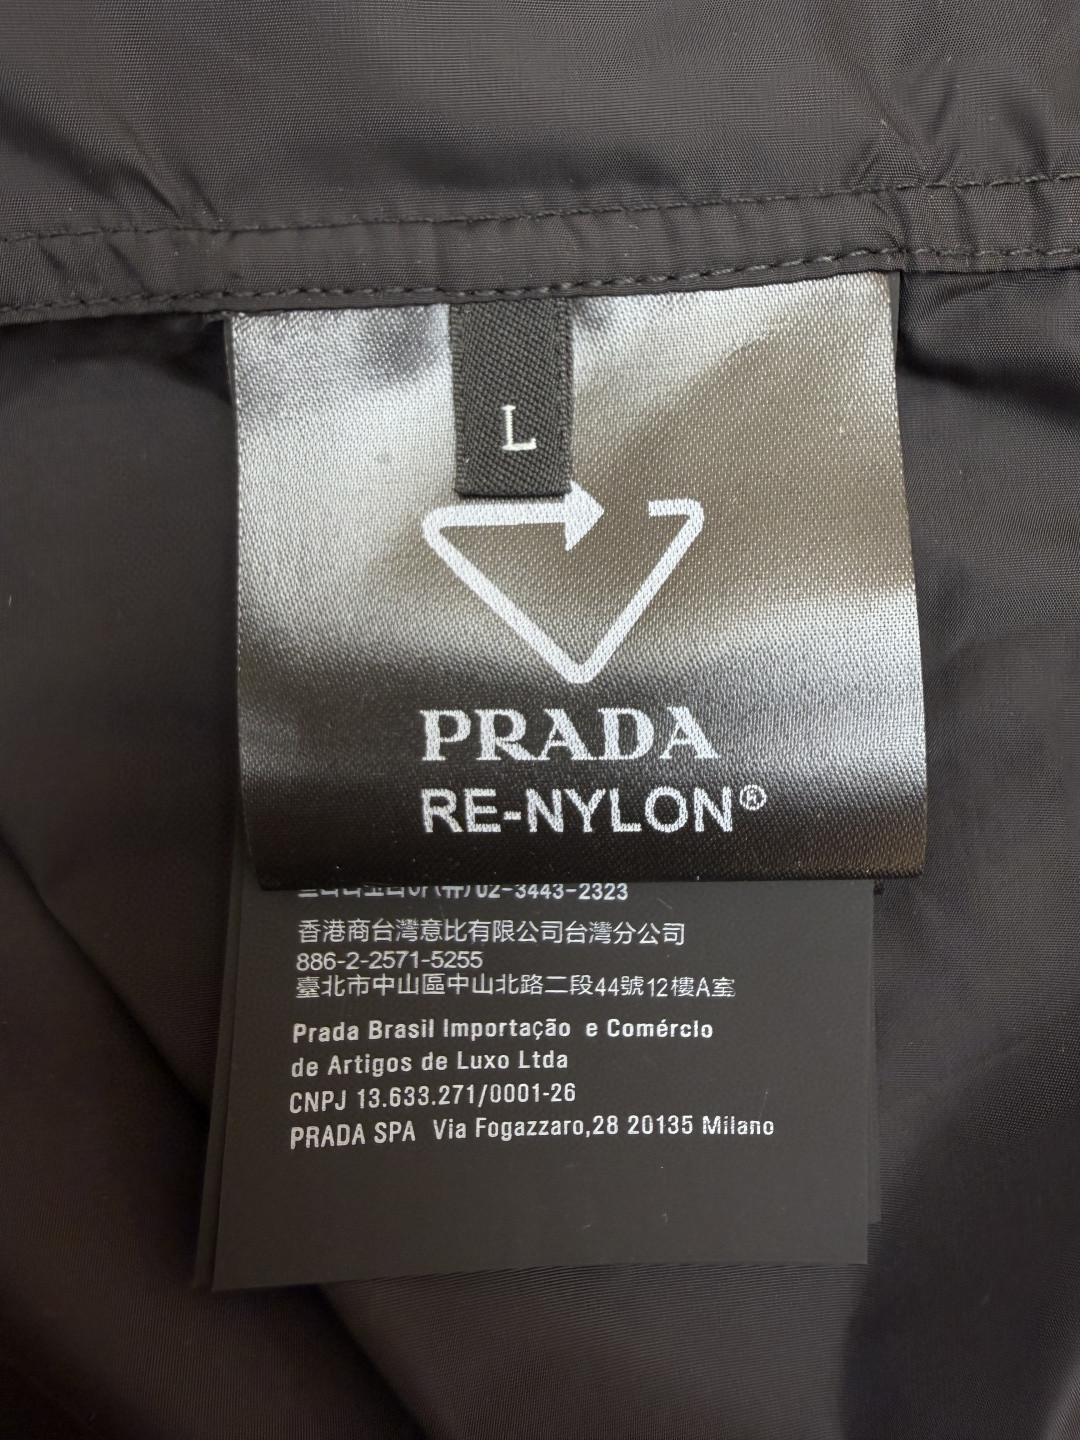 L
PRADA
RE-NYLON®
(유)02-3443-2323
香港商台灣意比有限公司台灣分公司
886-2-2571-5255
臺北市中山區中山北路二段44號12樓A室
Prada Brasil Importação e Comércio
de Artigos de Luxo Ltda
CNPJ 13.633.271/0001-26
PRADA SPA Via Fogazzaro,28 20135 Milano